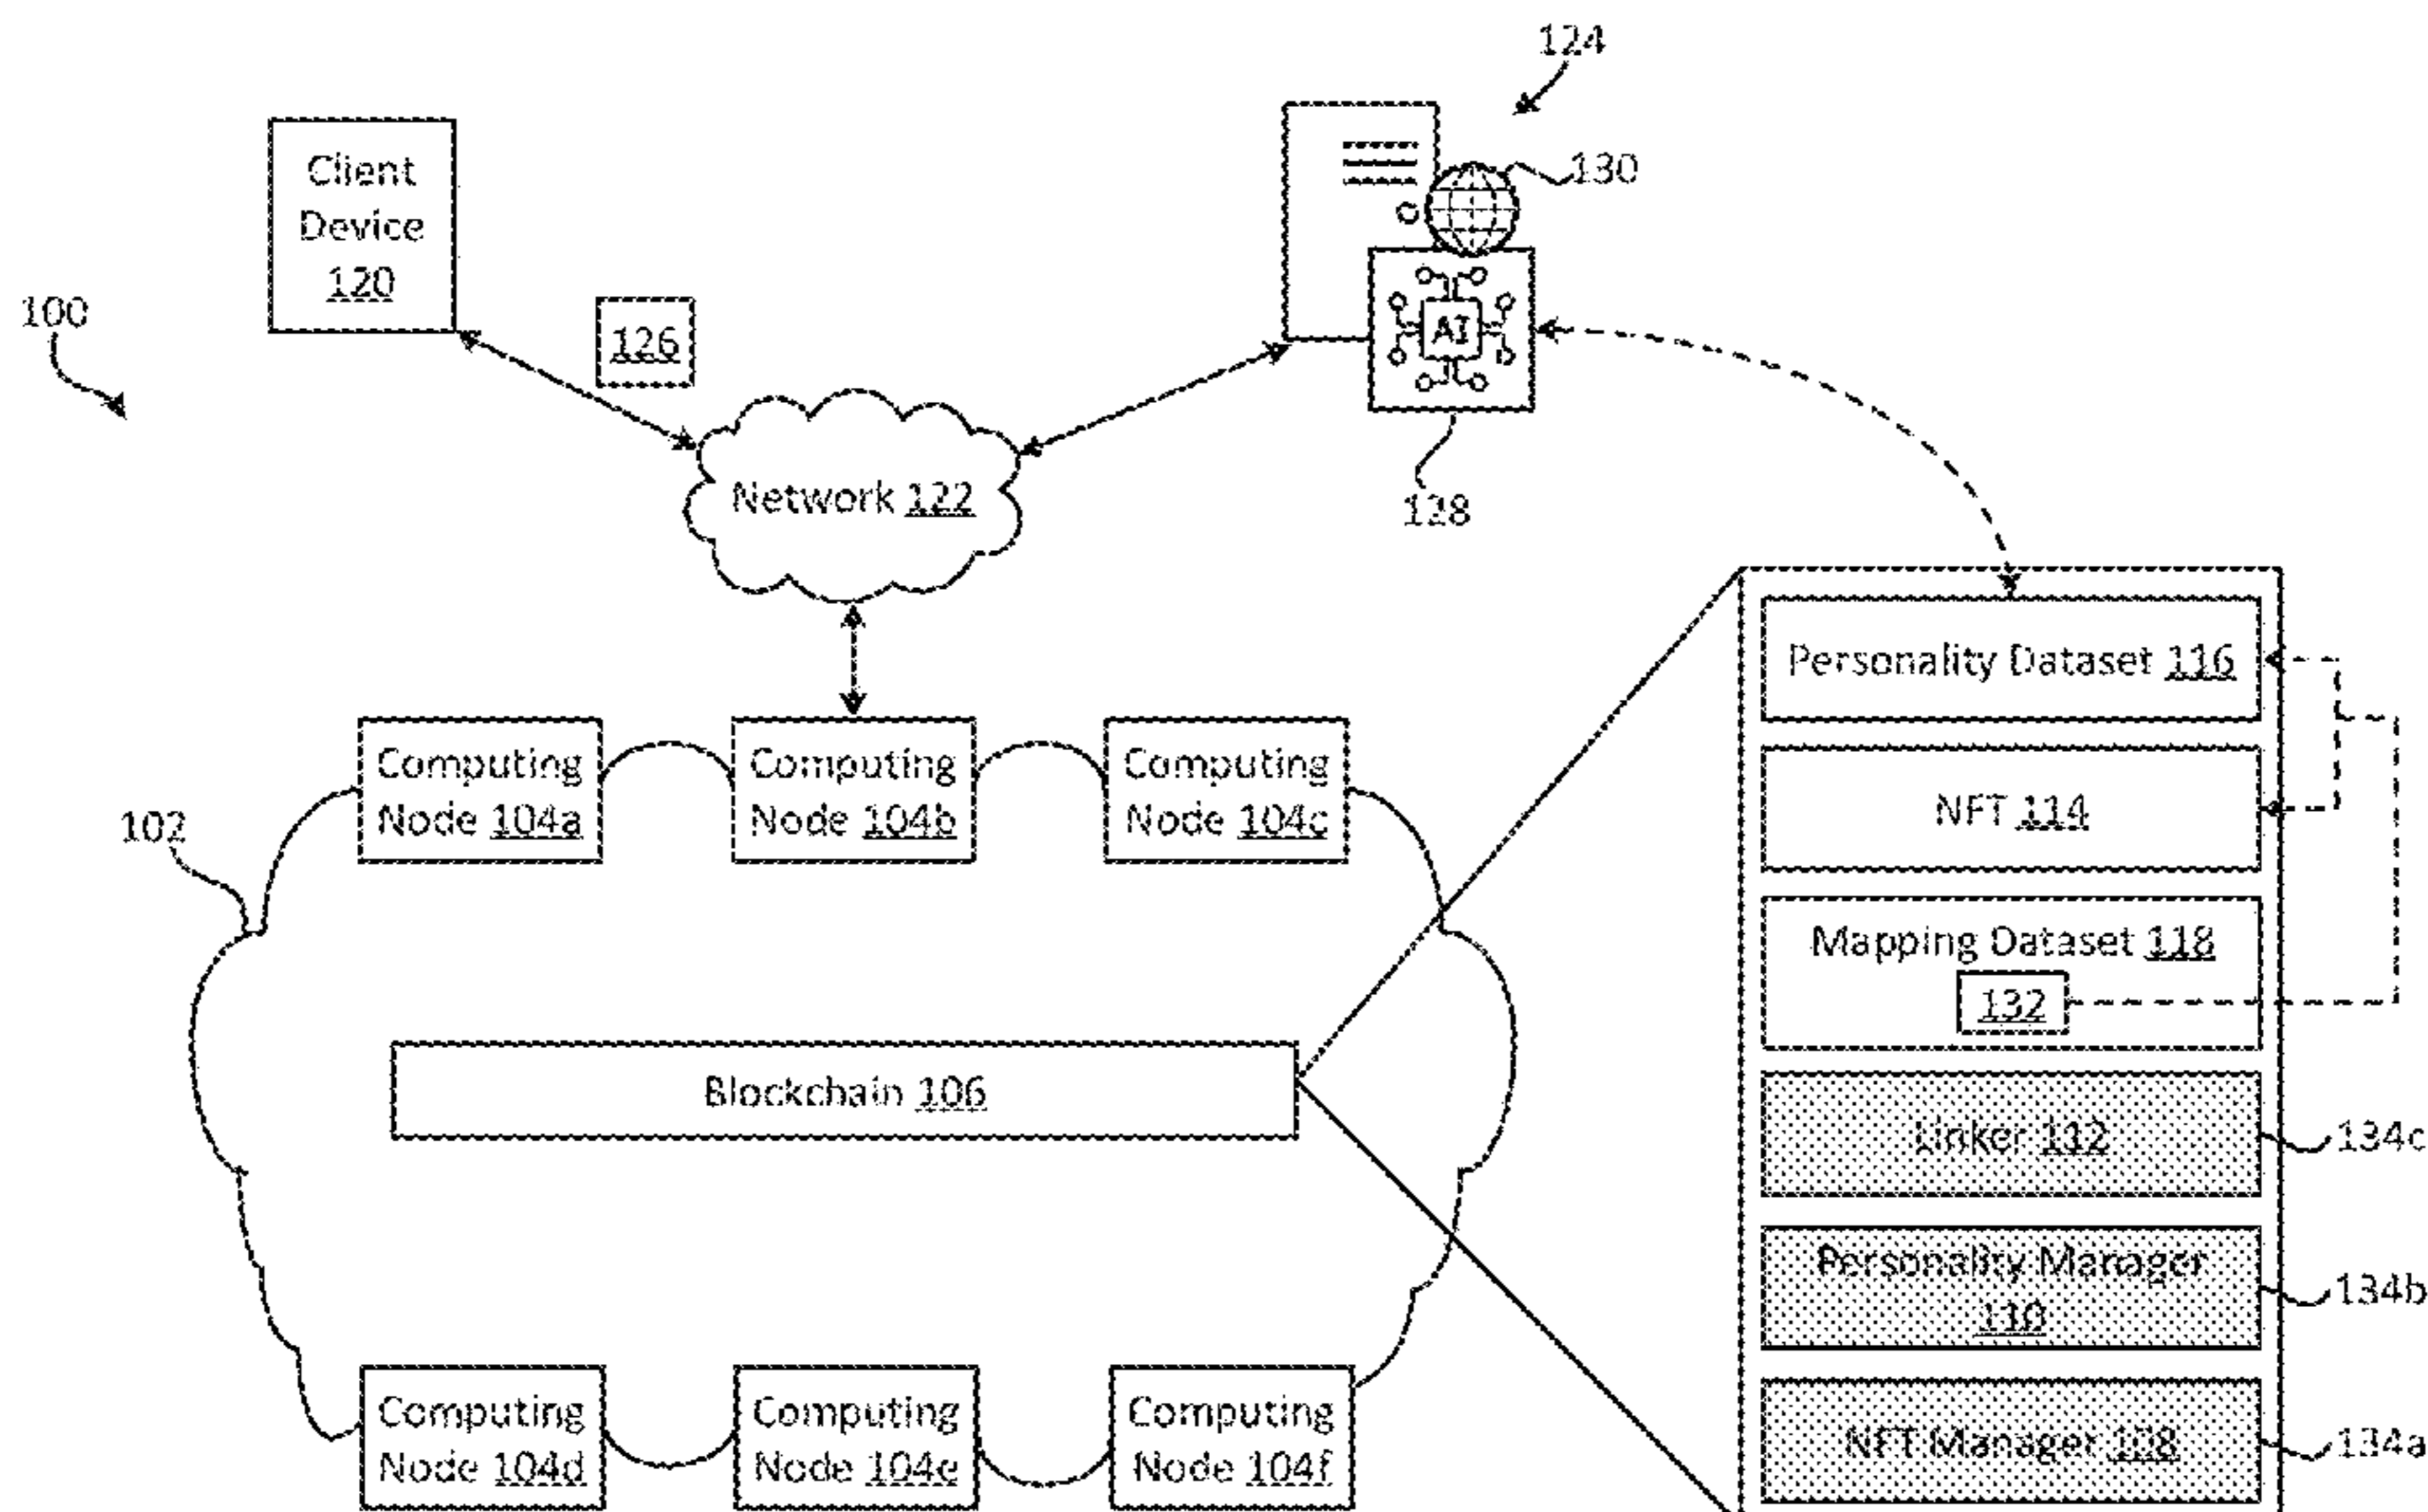 124
Client
Device
120
130
100
126
AI
Network 122
128
Personality Dataset 116
Computing
Node 104a
Computing
Node 104b
Computing
Node 104c
NFT 114
102
Mapping Dataset 118
132
Blockchain 106
Linker 112
134c
Personality Manager
110
134b
Computing
Node 104d
Computing
Node 104e
Computing
Node 104f
NFT Manager 108
134a